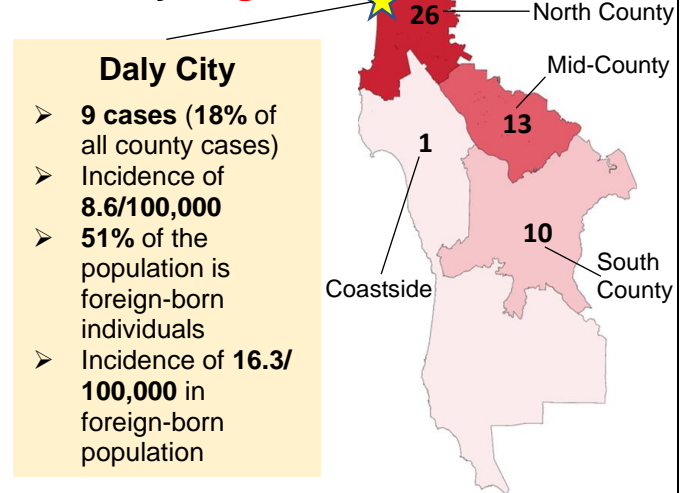 Daly City
➢ 9 cases (18% of
all county cases)
➢ Incidence of
8.6/100,000
➢ 51% of the
population is
foreign-born
individuals
➢ Incidence of 16.3/
100,000 in
foreign-born
population
26
North County
Mid-County
13
1
10
South
County
Coastside